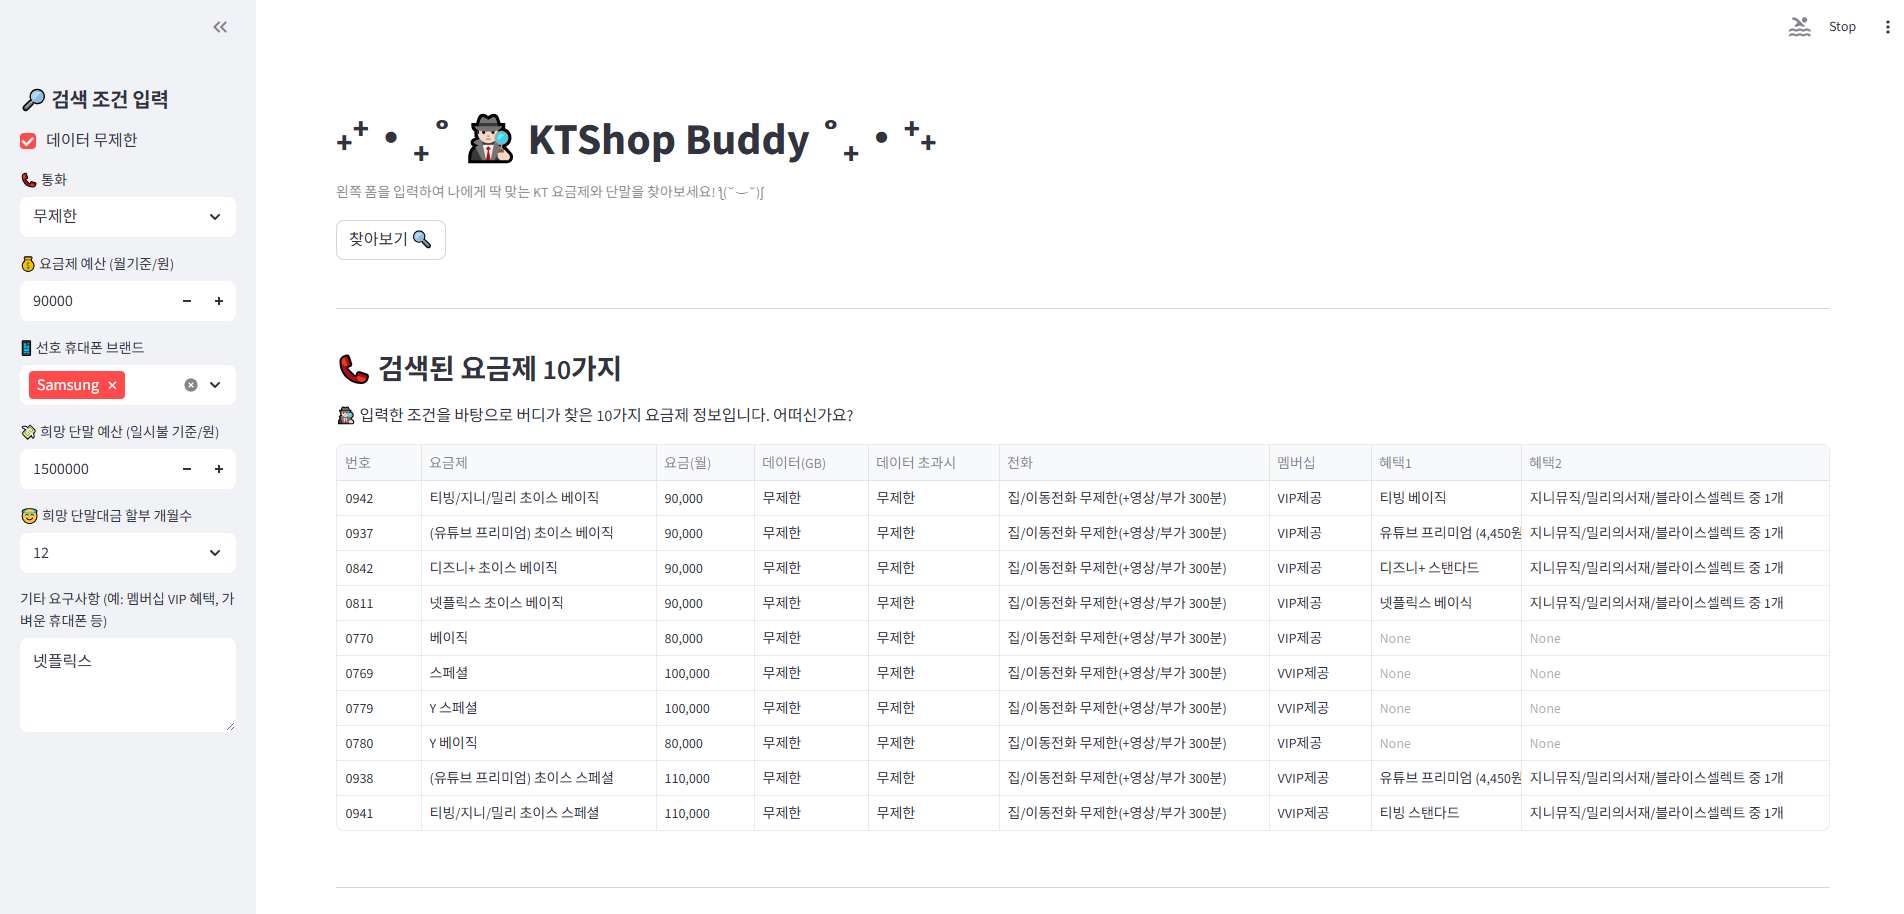 Stop
검색 조건 입력
데이터 무제한
통화
무제한
요금제 예산 (월기준/원)
90000
선호 휴대폰 브랜드
Samsung
희망 단말 예산 (일시불 기준/원)
1500000
희망 단말대금 할부 개월수
12
기타 요구사항 (예: 멤버십 VIP 혜택, 가
벼운 휴대폰 등)
넷플릭스
KTShop Buddy
왼쪽 폼을 입력하여 나에게 딱 맞는 KT 요금제와 단말을 찾아보세요! ƪ(˘⌣˘)ʃ
찾아보기
검색된 요금제 10가지
입력한 조건을 바탕으로 버디가 찾은 10가지 요금제 정보입니다. 어떠신가요?
번호 요금제 요금(월) 데이터(GB) 데이터 초과시 전화 멤버십 혜택1 혜택2
0942 티빙/지니/밀리 초이스 베이직 90,000 무제한 무제한 집/이동전화 무제한(+영상/부가 300분) VIP제공 티빙 베이직 지니뮤직/밀리의서재/블라이스셀렉트 중 1개
0937 (유튜브 프리미엄) 초이스 베이직 90,000 무제한 무제한 집/이동전화 무제한(+영상/부가 300분) VIP제공 유튜브 프리미엄 (4,450원 지니뮤직/밀리의서재/블라이스셀렉트 중 1개
0842 디즈니+ 초이스 베이직 90,000 무제한 무제한 집/이동전화 무제한(+영상/부가 300분) VIP제공 디즈니+ 스탠다드 지니뮤직/밀리의서재/블라이스셀렉트 중 1개
0811 넷플릭스 초이스 베이직 90,000 무제한 무제한 집/이동전화 무제한(+영상/부가 300분) VIP제공 넷플릭스 베이식 지니뮤직/밀리의서재/블라이스셀렉트 중 1개
0770 베이직 80,000 무제한 무제한 집/이동전화 무제한(+영상/부가 300분) VIP제공 None None
0769 스페셜 100,000 무제한 무제한 집/이동전화 무제한(+영상/부가 300분) VVIP제공 None None
0779 Y 스페셜 100,000 무제한 무제한 집/이동전화 무제한(+영상/부가 300분) VVIP제공 None None
0780 Y 베이직 80,000 무제한 무제한 집/이동전화 무제한(+영상/부가 300분) VIP제공 None None
0938 (유튜브 프리미엄) 초이스 스페셜 110,000 무제한 무제한 집/이동전화 무제한(+영상/부가 300분) VVIP제공 유튜브 프리미엄 (4,450원 지니뮤직/밀리의서재/블라이스셀렉트 중 1개
0941 티빙/지니/밀리 초이스 스페셜 110,000 무제한 무제한 집/이동전화 무제한(+영상/부가 300분) VVIP제공 티빙 스탠다드 지니뮤직/밀리의서재/블라이스셀렉트 중 1개